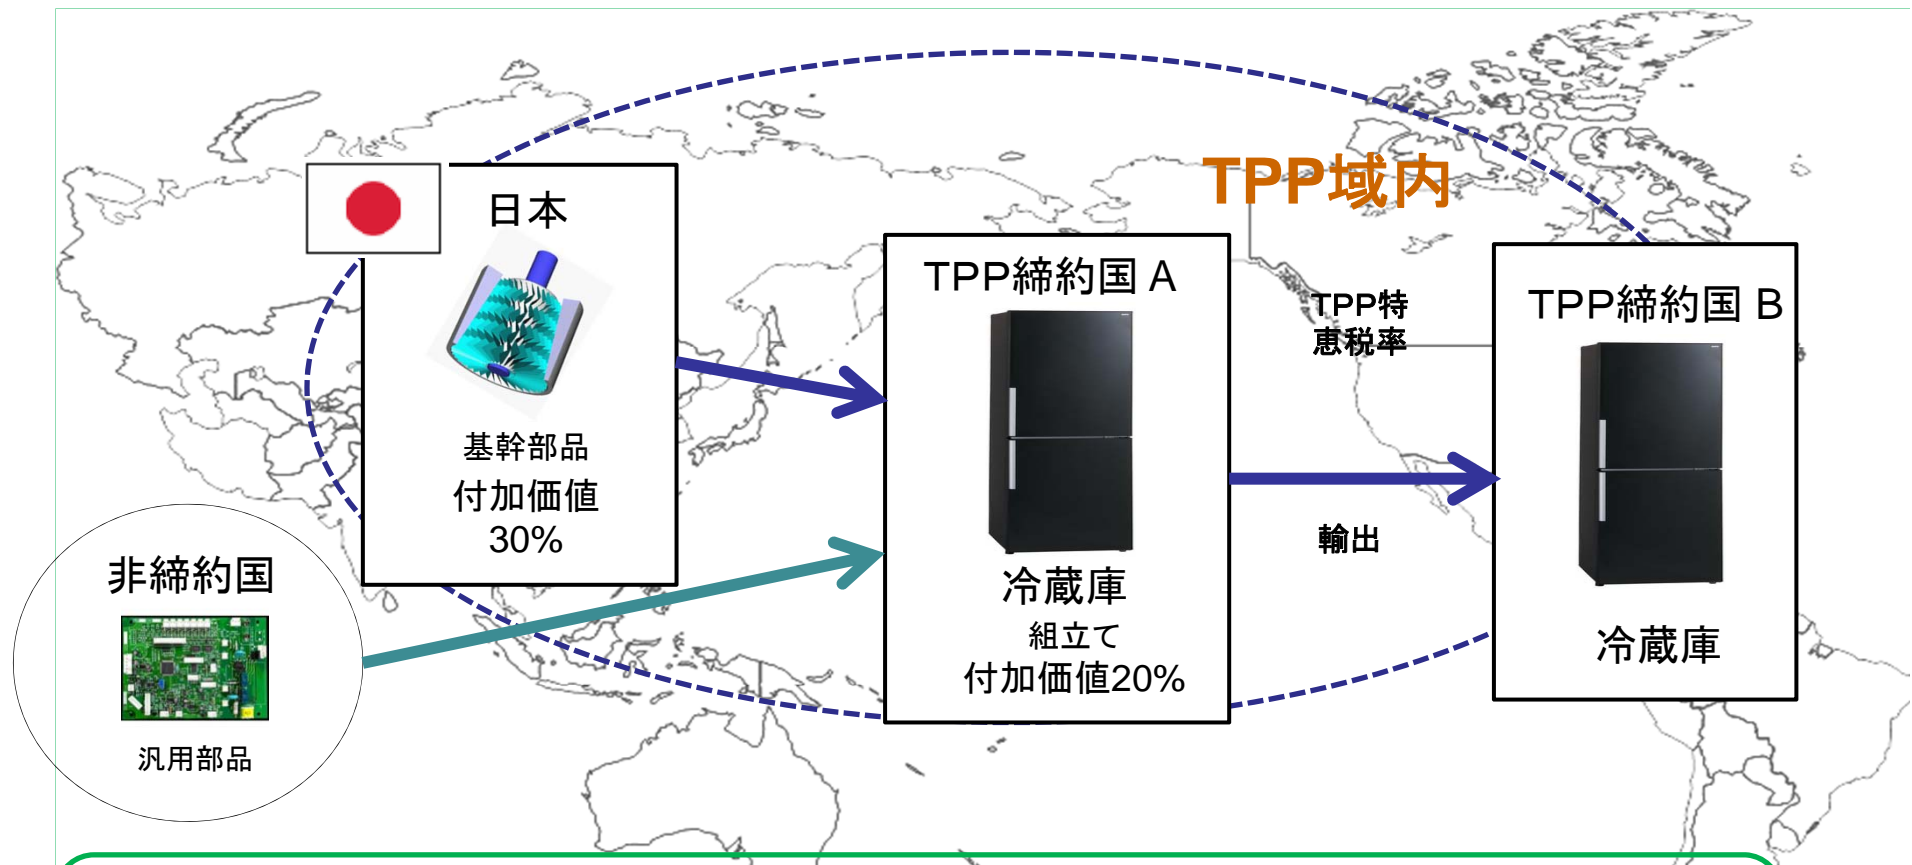 TPP域内
日本
基幹部品
付加価値
30%
非締約国
汎用部品
TPP締約国 A
冷蔵庫
組立て
付加価値20%
TPP特
恵税率
輸出
TPP締約国 B
冷蔵庫